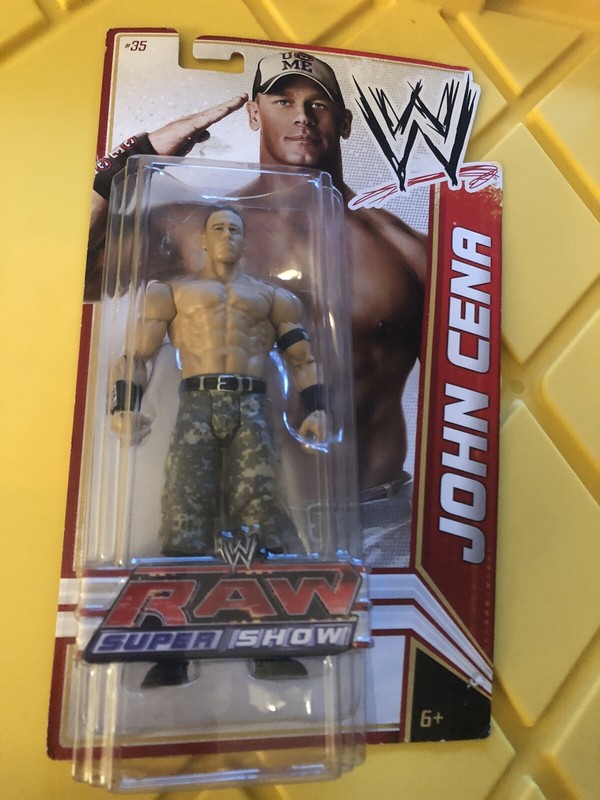 #35
U C ME
W
JOHN CENA
W
RAW
SUPER SHOW
6+